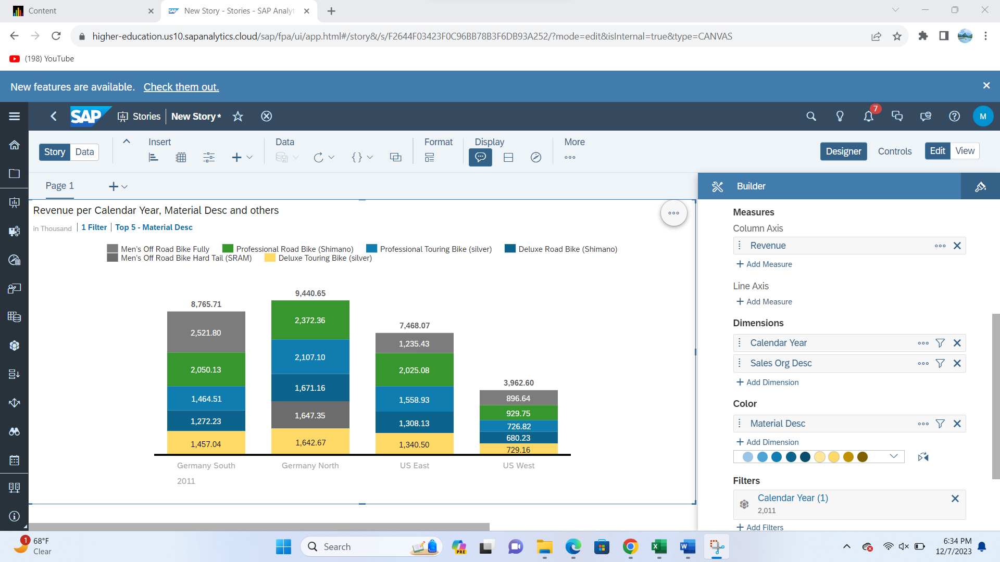 Content
New Story - Stories - SAP Analyt
higher-education.us10.sapanalytics.cloud/sap/fpa/ui/app.html#/story&/s/F2644F03423F0C96BB78B3F6DB93A252/?mode=edit&isInternal=true&type=CANVAS
(198) YouTube
New features are available. Check them out.
SAP Stories New Story* 7 M
Story Data
Insert Data Format Display More
Designer Controls Edit View
Page 1
Builder
Revenue per Calendar Year, Material Desc and others
in Thousand 1 Filter Top 5 - Material Desc
Men's Off Road Bike Fully Professional Road Bike (Shimano) Professional Touring Bike (silver) Deluxe Road Bike (Shimano)
Men's Off Road Bike Hard Tail (SRAM) Deluxe Touring Bike (silver)
8,765.71
2,521.80
2,050.13
1,464.51
1,272.23
1,457.04
9,440.65
2,372.36
2,107.10
1,671.16
1,647.35
1,642.67
7,468.07
1,235.43
2,025.08
1,558.93
1,308.13
1,340.50
3,962.60
896.64
929.75
726.82
680.23
729.16
Germany South Germany North US East US West
2011
Measures
Column Axis
Revenue
+ Add Measure
Line Axis
+ Add Measure
Dimensions
Calendar Year
Sales Org Desc
+ Add Dimension
Color
Material Desc
+ Add Dimension
Filters
Calendar Year (1)
2,011
+ Add Filters
1
68°F
Clear
Search
PRE
X
W
6:34 PM
12/7/2023